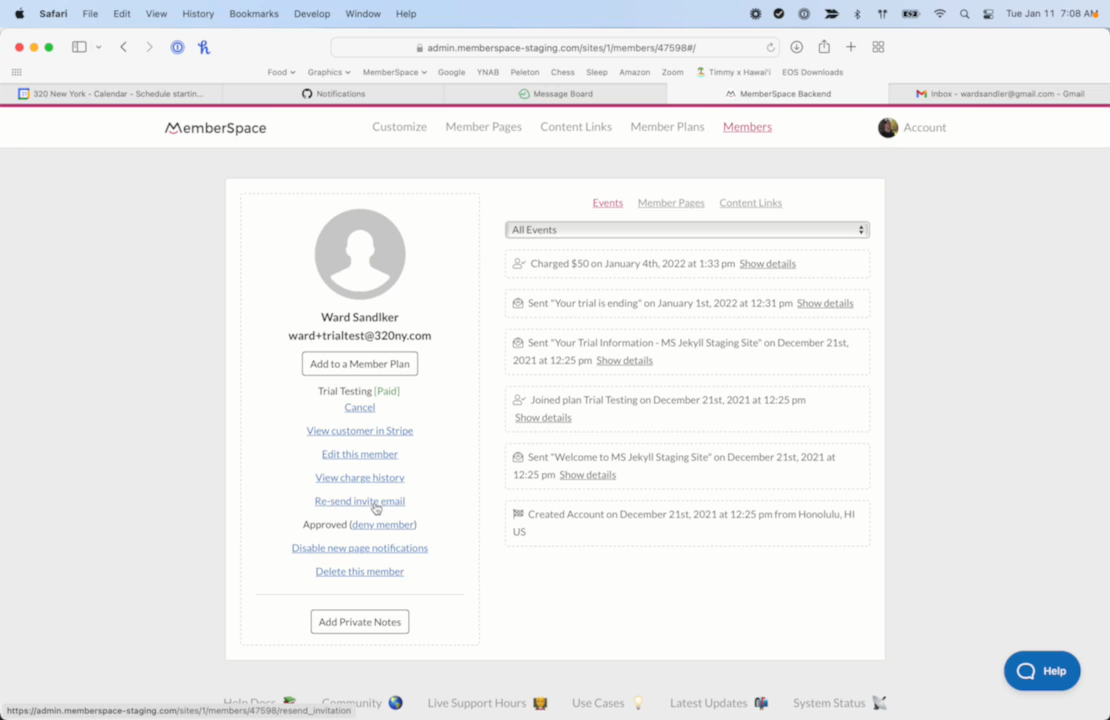 Safari File Edit View History Bookmarks Develop Window Help Tue Jan 11 7:08 AM
admin.memberspace-staging.com/sites/1/members/47598#/
Food Graphics MemberSpace Google YNAB Peleton Chess Sleep Amazon Zoom Timmy x Hawai'i EOS Downloads
320 New York - Calendar - Schedule startin... Notifications Message Board MemberSpace Backend Inbox - wardsandler@gmail.com - Gmail
MemberSpace Customize Member Pages Content Links Member Plans Members Account
Events Member Pages Content Links
All Events
Charged $50 on January 4th, 2022 at 1:33 pm Show details
Sent "Your trial is ending" on January 1st, 2022 at 12:31 pm Show details
Sent "Your Trial Information - MS Jekyll Staging Site" on December 21st,
2021 at 12:25 pm Show details
Joined plan Trial Testing on December 21st, 2021 at 12:25 pm
Show details
Sent "Welcome to MS Jekyll Staging Site" on December 21st, 2021 at
12:25 pm Show details
Created Account on December 21st, 2021 at 12:25 pm from Honolulu, HI
US
Ward Sandlker
ward+trialtest@320ny.com
Add to a Member Plan
Trial Testing [Paid]
Cancel
View customer in Stripe
Edit this member
View charge history
Re-send invite email
Approved (deny member)
Disable new page notifications
Delete this member
Add Private Notes
Help
Help Docs Community Live Support Hours Use Cases Latest Updates System Status
https://admin.memberspace-staging.com/sites/1/members/47598/resend_invitation